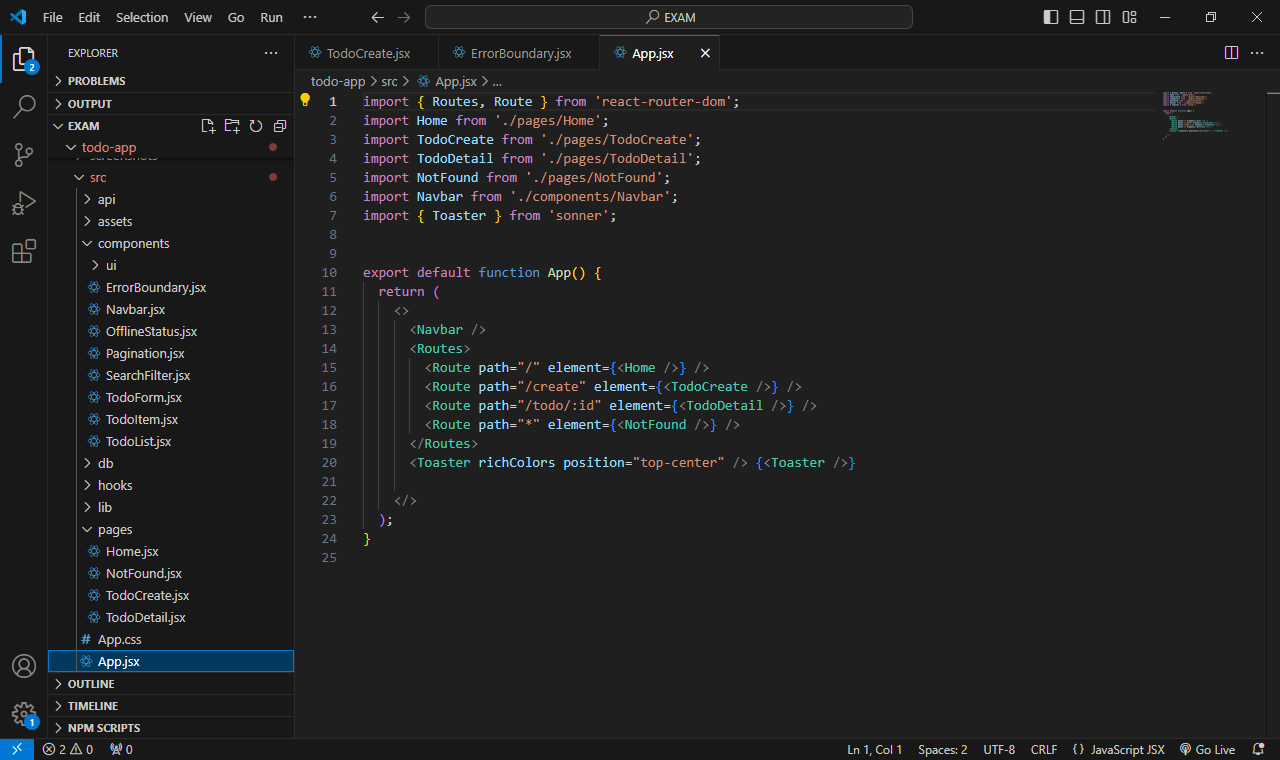 File Edit Selection View Go Run ··· EXAM
EXPLORER ···
PROBLEMS
OUTPUT
EXAM
todo-app
screenshots
src
api
assets
components
ui
ErrorBoundary.jsx
Navbar.jsx
OfflineStatus.jsx
Pagination.jsx
SearchFilter.jsx
TodoForm.jsx
TodoItem.jsx
TodoList.jsx
db
hooks
lib
pages
Home.jsx
NotFound.jsx
TodoCreate.jsx
TodoDetail.jsx
# App.css
App.jsx
OUTLINE
TIMELINE
NPM SCRIPTS
2
1
TodoCreate.jsx ErrorBoundary.jsx App.jsx
todo-app > src > App.jsx > ...
1 import { Routes, Route } from 'react-router-dom';
2 import Home from './pages/Home';
3 import TodoCreate from './pages/TodoCreate';
4 import TodoDetail from './pages/TodoDetail';
5 import NotFound from './pages/NotFound';
6 import Navbar from './components/Navbar';
7 import { Toaster } from 'sonner';
8
9
10 export default function App() {
11 return (
12 <>
13 <Navbar />
14 <Routes>
15 <Route path="/" element={<Home />} />
16 <Route path="/create" element={<TodoCreate />} />
17 <Route path="/todo/:id" element={<TodoDetail />} />
18 <Route path="*" element={<NotFound />} />
19 </Routes>
20 <Toaster richColors position="top-center" /> {<Toaster />}
21
22 </>
23 );
24 }
25
2 0 0 Ln 1, Col 1 Spaces: 2 UTF-8 CRLF {} JavaScript JSX Go Live